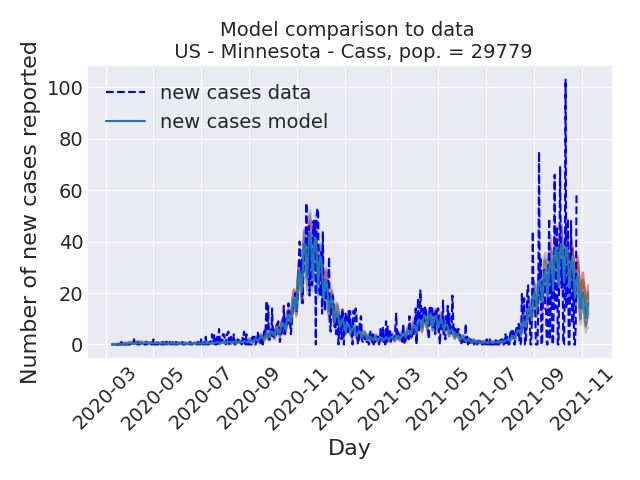 Model comparison to data
US - Minnesota - Cass, pop. = 29779
Number of new cases reported
100
80
60
40
20
0
new cases data
new cases model
2020-03
2020-05
2020-07
2020-09
2020-11
2021-01
2021-03
2021-05
2021-07
2021-09
2021-11
Day